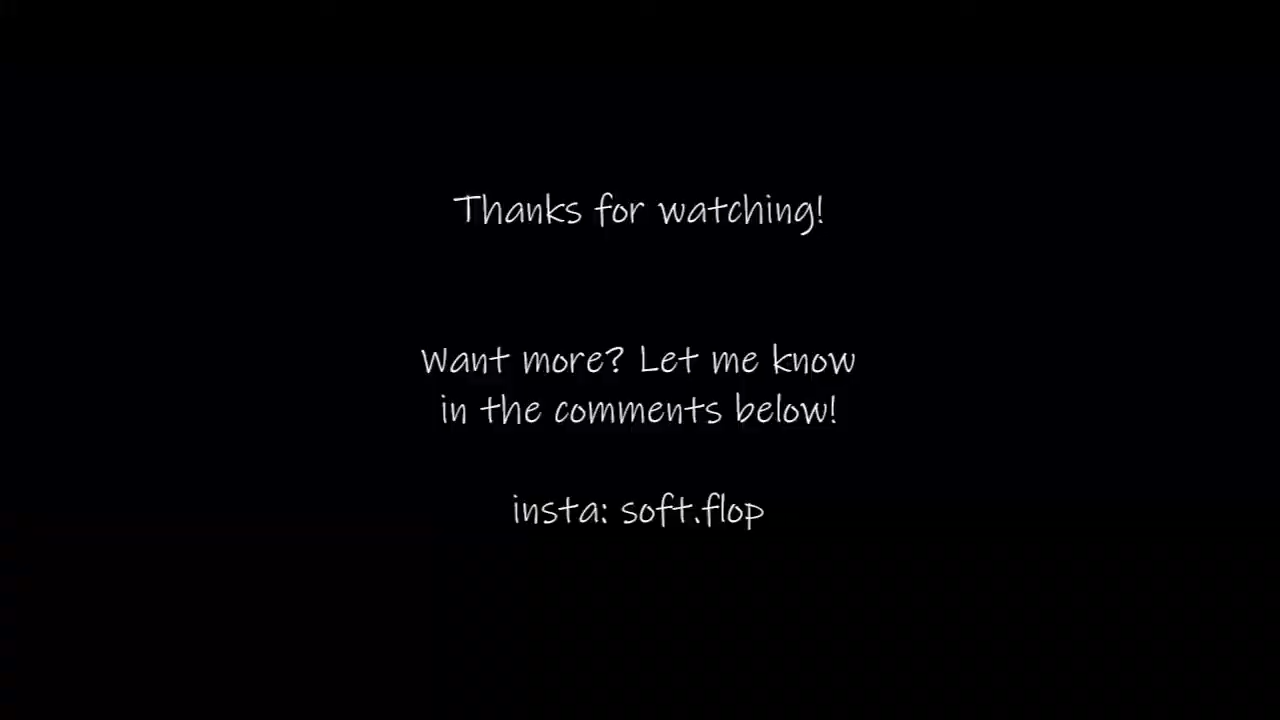 Thanks for watching!
Want more? Let me know
in the comments below!
insta: soft.flop